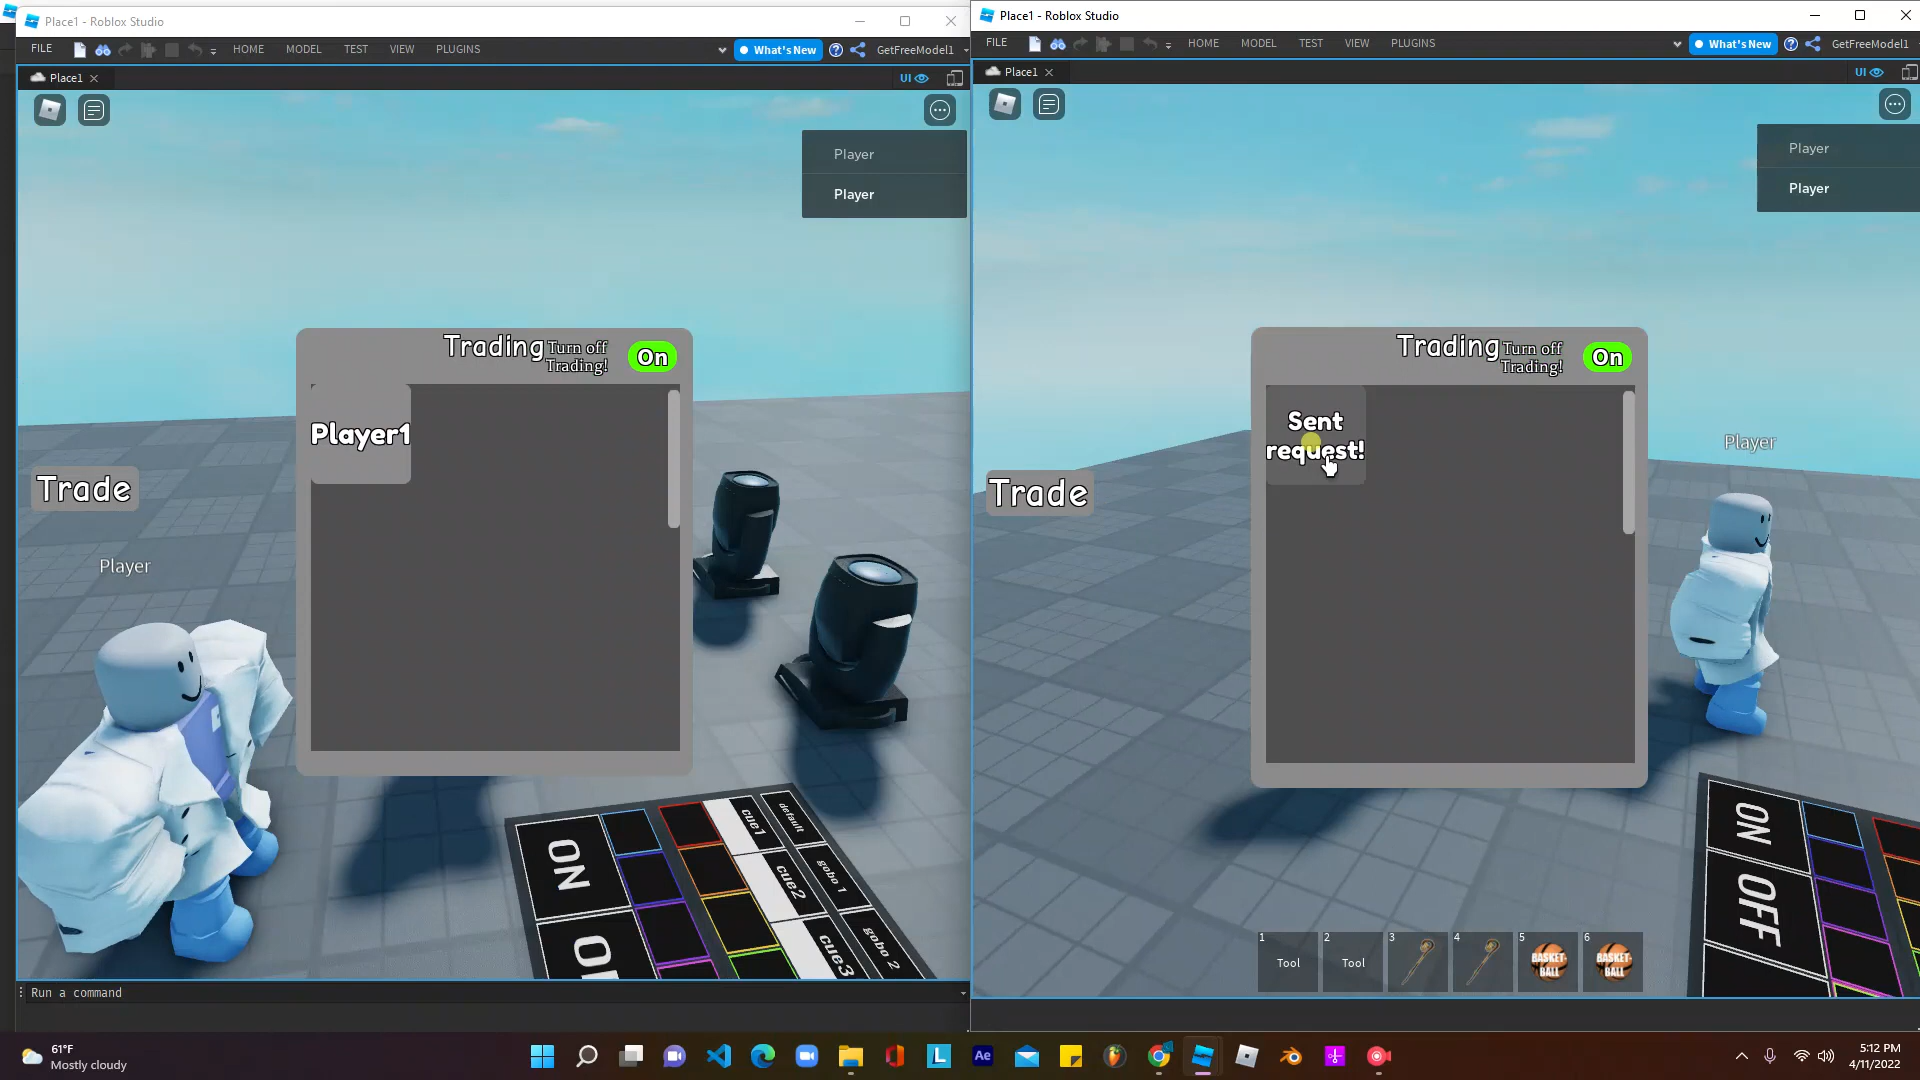 Place1 - Roblox Studio
FILE HOME MODEL TEST VIEW PLUGINS What's New GetFreeModel1
Place1 UI
Player
Player
Trading Turn off
Trading!
On
Player1
Trade
Player
ON
cue1
default
cue2
gobo 1
cue3
gobo 2
Run a command
Place1 - Roblox Studio
FILE HOME MODEL TEST VIEW PLUGINS What's New GetFreeModel1
Place1 UI
Player
Player
Trading Turn off
Trading!
On
Sent
request!
Player
Trade
ON
OFF
1 2 3 4 5 6
Tool Tool BASKET-
BALL BASKET-
BALL
61°F
Mostly cloudy
L Ae
5:12 PM
4/11/2022